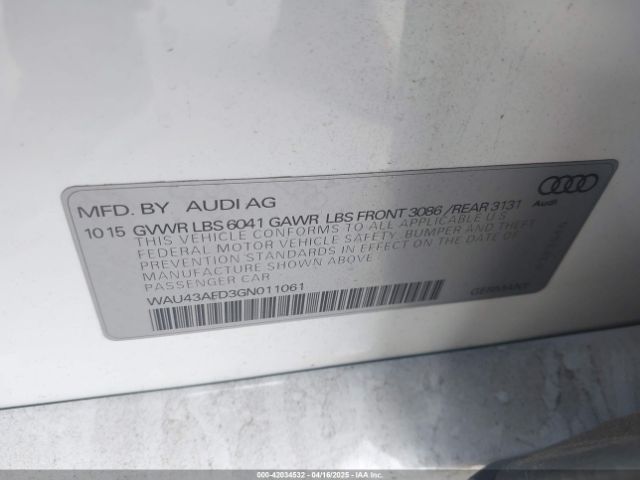 MFD. BY AUDI AG
Audi
10 15 GVWR LBS 6041 GAWR LBS FRONT 3086 / REAR 3131
THIS VEHICLE CONFORMS TO ALL APPLICABLE U.S.
FEDERAL MOTOR VEHICLE SAFETY, BUMPER AND THEFT
PREVENTION STANDARDS IN EFFECT ON THE DATE OF
MANUFACTURE SHOWN ABOVE.
PASSENGER CAR
WAU43AFD3GN011061
GERMANY
000-42034532 04/16/2025 IAAI.COM